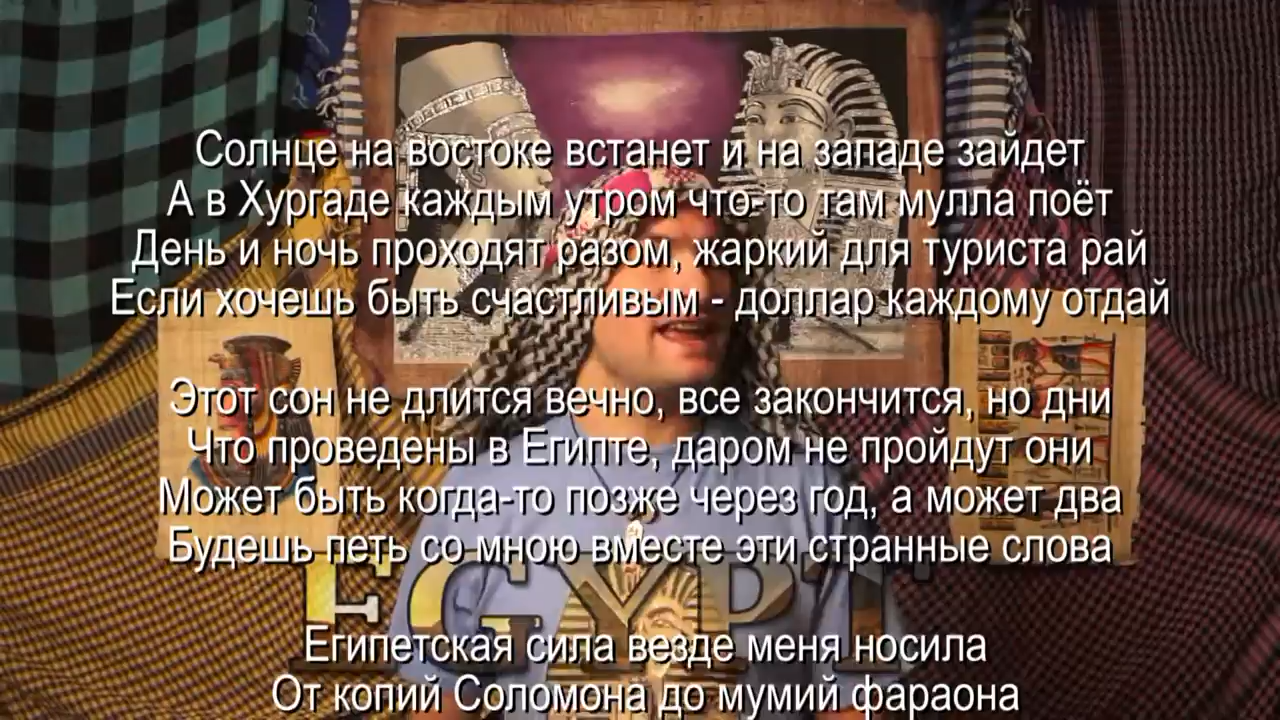 Солнце на востоке встанет и на западе зайдет
А в Хургаде каждым утром что-то там мулла поёт
День и ночь проходят разом, жаркий для туриста рай
Если хочешь быть счастливым - доллар каждому отдай
Этот сон не длится вечно, все закончится, но дни
Что проведены в Египте, даром не пройдут они
Может быть когда-то позже через год, а может два
Будешь петь со мною вместе эти странные слова
EGYPT
Египетская сила везде меня носила
От копий Соломона до мумий фараона